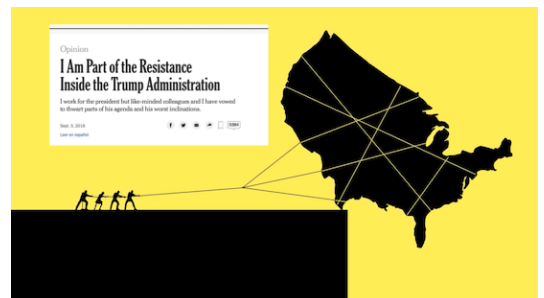 Opinion
I Am Part of the Resistance
Inside the Trump Administration
I work for the president but like-minded colleagues and I have vowed
to thwart parts of his agenda and his worst inclinations.
Sept. 5, 2018
Leer en español